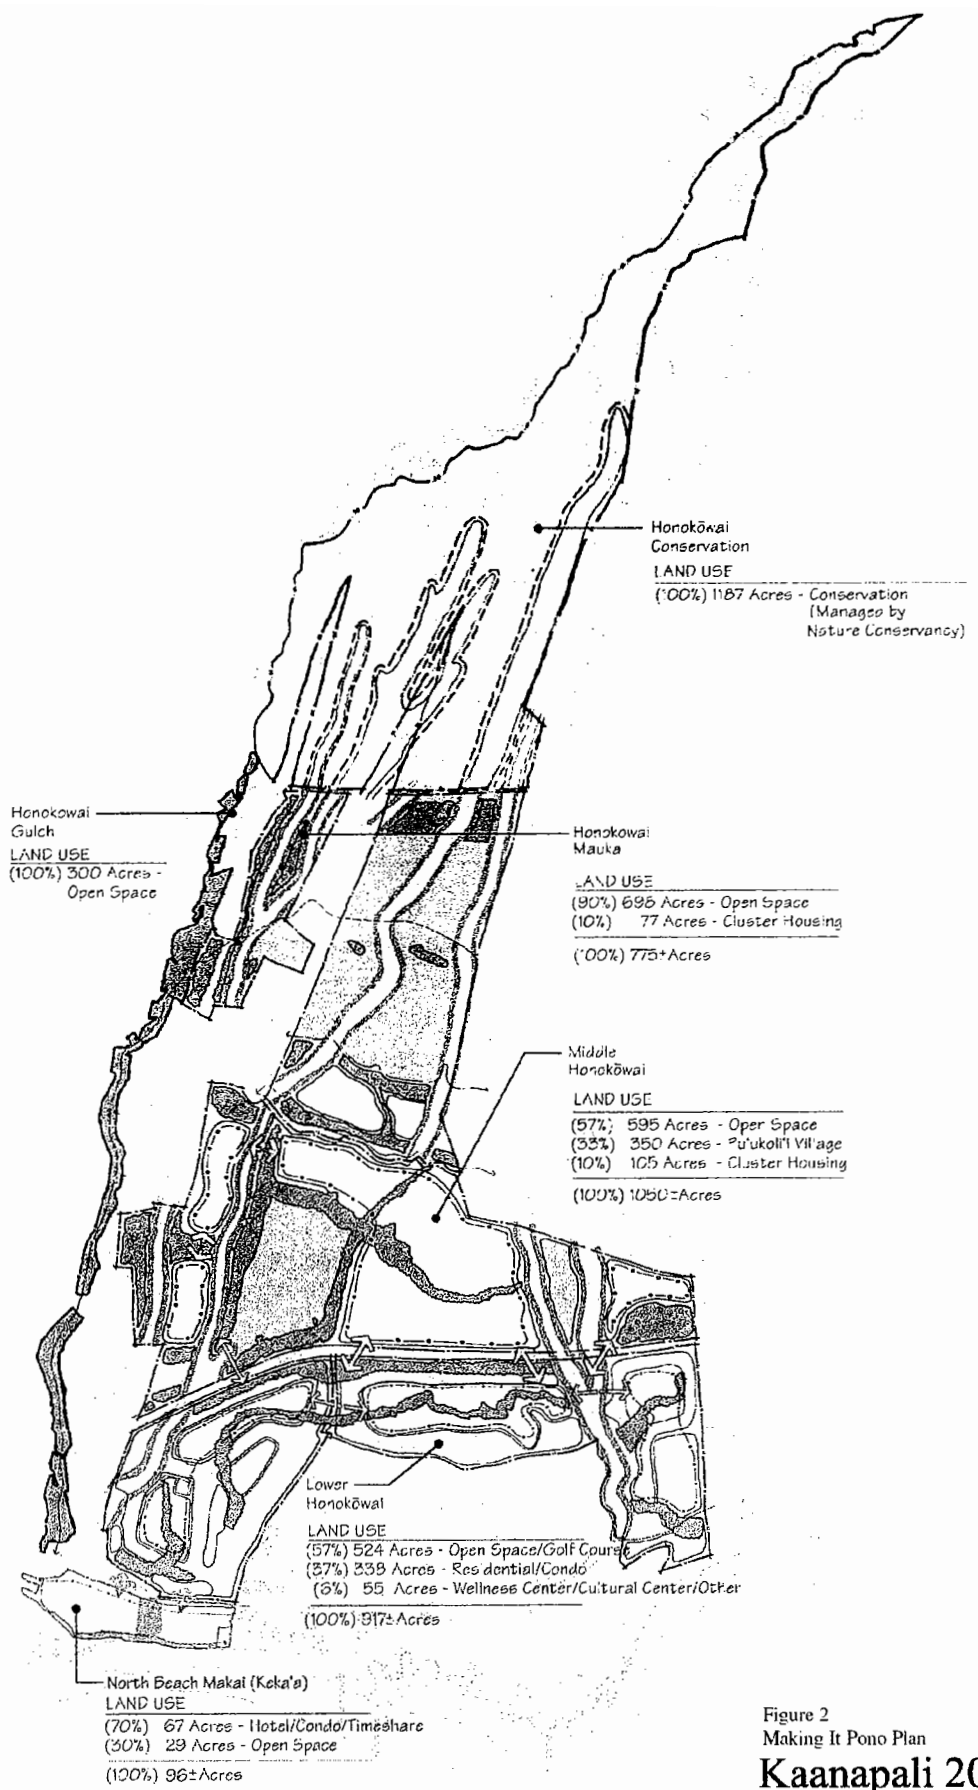 Honokōwai
Conservation
LAND USE
(100%) 1187 Acres - Conservation
(Managed by
Nature Conservancy)
Honokowai
Gulch
LAND USE
(100%) 300 Acres -
Open Space
Honokowai
Mauka
LAND USE
(90%) 698 Acres - Open Space
(10%) 77 Acres - Cluster Housing
(100%) 775±Acres
Middle
Honokōwai
LAND USE
(57%) 595 Acres - Open Space
(33%) 350 Acres - Pu'ukoli'i Village
(10%) 105 Acres - Cluster Housing
(100%) 1050±Acres
Lower
Honokōwai
LAND USE
(57%) 524 Acres - Open Space/Golf Course
(37%) 338 Acres - Residential/Condo
(6%) 55 Acres - Wellness Center/Cultural Center/Other
(100%) 917±Acres
North Beach Makai (Keka'a)
LAND USE
(70%) 67 Acres - Hotel/Condo/Timeshare
(30%) 29 Acres - Open Space
(100%) 96±Acres
Figure 2
Making It Pono Plan
Kaanapali 20